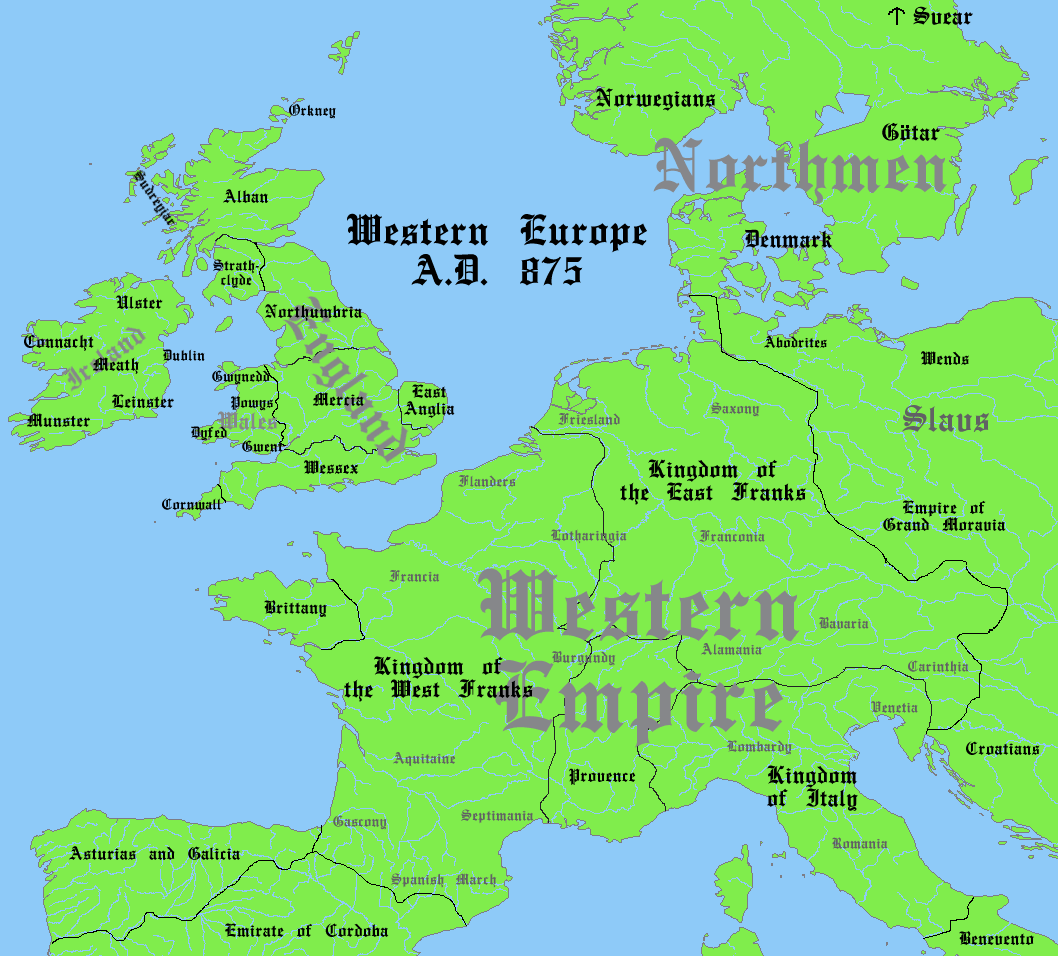 ↑ Svear
Norwegians
Orkney
Götar
Northmen
Sudreyjar
Alban
Western Europe
A.D. 875
Denmark
Strath-
clyde
Ulster
Northumbria
Abodrites
Connacht
Ireland
Meath
Dublin
Wends
England
Gwynedd
Leinster
Powys
Mercia
East
Anglia
Saxony
Munster
Wales
Dyfed
Friesland
Slavs
Gwent
Wessex
Kingdom of
the East Franks
Flanders
Cornwall
Empire of
Grand Moravia
Lotharingia
Franconia
Francia
Western
Empire
Brittany
Bavaria
Alamania
Burgundy
Kingdom of
the West Franks
Carinthia
Venetia
Aquitaine
Lombardy
Croatians
Provence
Kingdom
of Italy
Gascony
Septimania
Romania
Asturias and Galicia
Spanish March
Emirate of Cordoba
Benevento